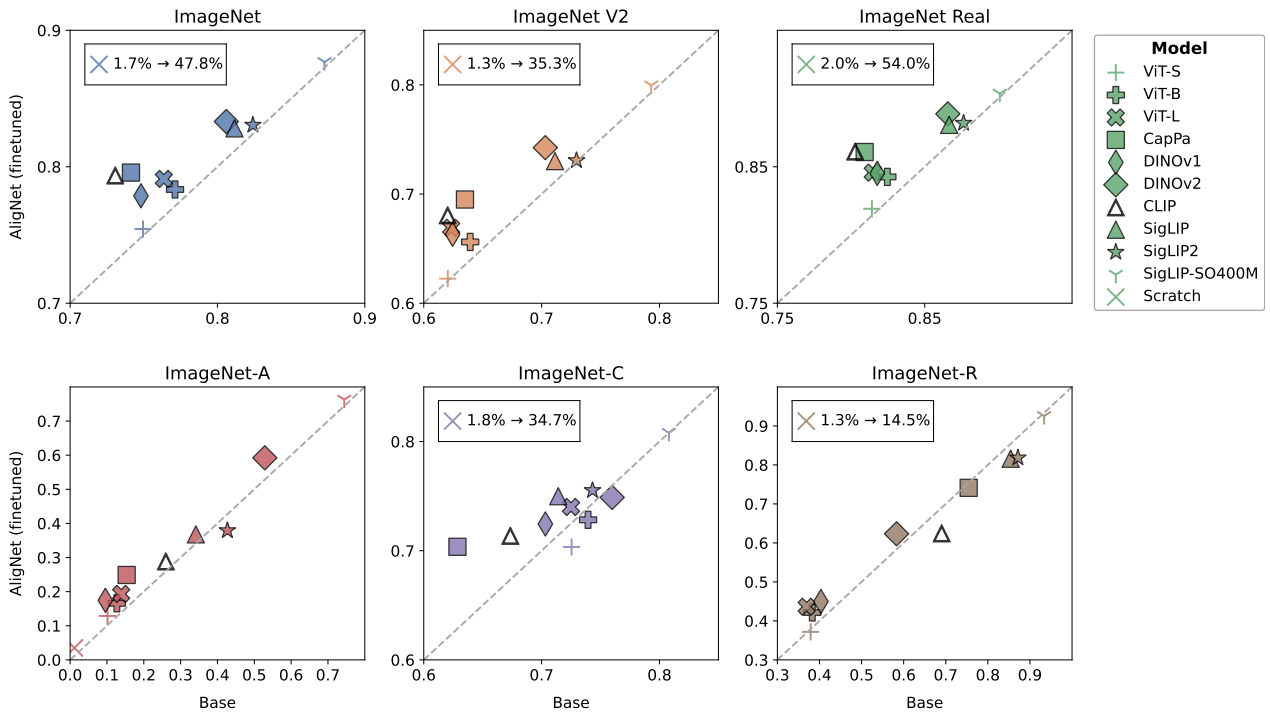 ImageNet
ImageNet V2
ImageNet Real
AligNet (finetuned)
0.9
0.8
0.7
0.7
0.8
0.9
1.7% → 47.8%
0.8
0.7
0.6
0.6
0.7
0.8
1.3% → 35.3%
0.85
0.75
0.75
0.85
2.0% → 54.0%
Model
ViT-S
ViT-B
ViT-L
CapPa
DINOv1
DINOv2
CLIP
SigLIP
SigLIP2
SigLIP-SO400M
Scratch
ImageNet-A
ImageNet-C
ImageNet-R
AligNet (finetuned)
0.7
0.6
0.5
0.4
0.3
0.2
0.1
0.0
0.0
0.1
0.2
0.3
0.4
0.5
0.6
0.7
Base
0.8
0.7
0.6
0.6
0.7
0.8
Base
1.8% → 34.7%
0.9
0.8
0.7
0.6
0.5
0.4
0.3
0.3
0.4
0.5
0.6
0.7
0.8
0.9
Base
1.3% → 14.5%